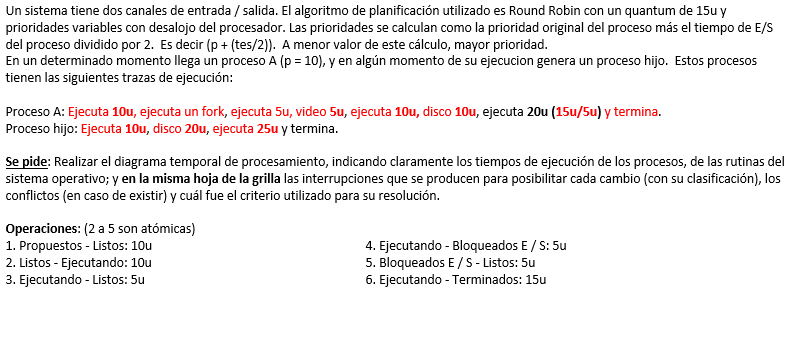 Un sistema tiene dos canales de entrada / salida. El algoritmo de planificación utilizado es Round Robin con un quantum de 15u y
prioridades variables con desalojo del procesador. Las prioridades se calculan como la prioridad original del proceso más el tiempo de E/S
del proceso dividido por 2.  Es decir (p + (tes/2)).  A menor valor de este cálculo, mayor prioridad.
En un determinado momento llega un proceso A (p = 10), y en algún momento de su ejecucion genera un proceso hijo.  Estos procesos
tienen las siguientes trazas de ejecución:
Proceso A: Ejecuta 10u, ejecuta un fork, ejecuta 5u, video 5u, ejecuta 10u, disco 10u, ejecuta 20u (15u/5u) y termina.
Proceso hijo: Ejecuta 10u, disco 20u, ejecuta 25u y termina.
Se pide: Realizar el diagrama temporal de procesamiento, indicando claramente los tiempos de ejecución de los procesos, de las rutinas del
sistema operativo; y en la misma hoja de la grilla las interrupciones que se producen para posibilitar cada cambio (con su clasificación), los
conflictos (en caso de existir) y cuál fue el criterio utilizado para su resolución.
Operaciones: (2 a 5 son atómicas)
1. Propuestos - Listos: 10u
2. Listos - Ejecutando: 10u
3. Ejecutando - Listos: 5u
4. Ejecutando - Bloqueados E / S: 5u
5. Bloqueados E / S - Listos: 5u
6. Ejecutando - Terminados: 15u